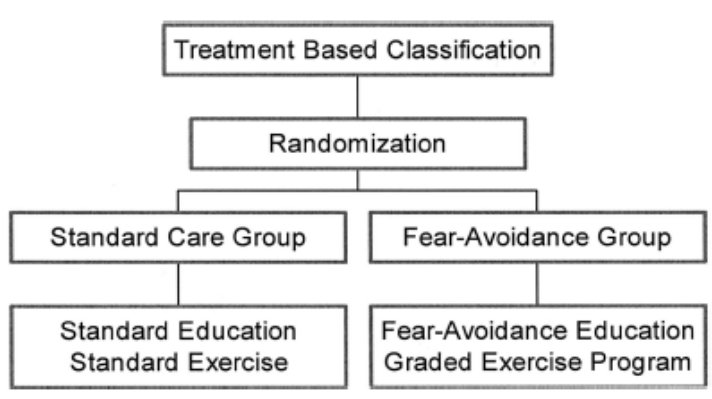 Treatment Based Classification
Randomization
Standard Care Group
Fear-Avoidance Group
Standard Education
Standard Exercise
Fear-Avoidance Education
Graded Exercise Program